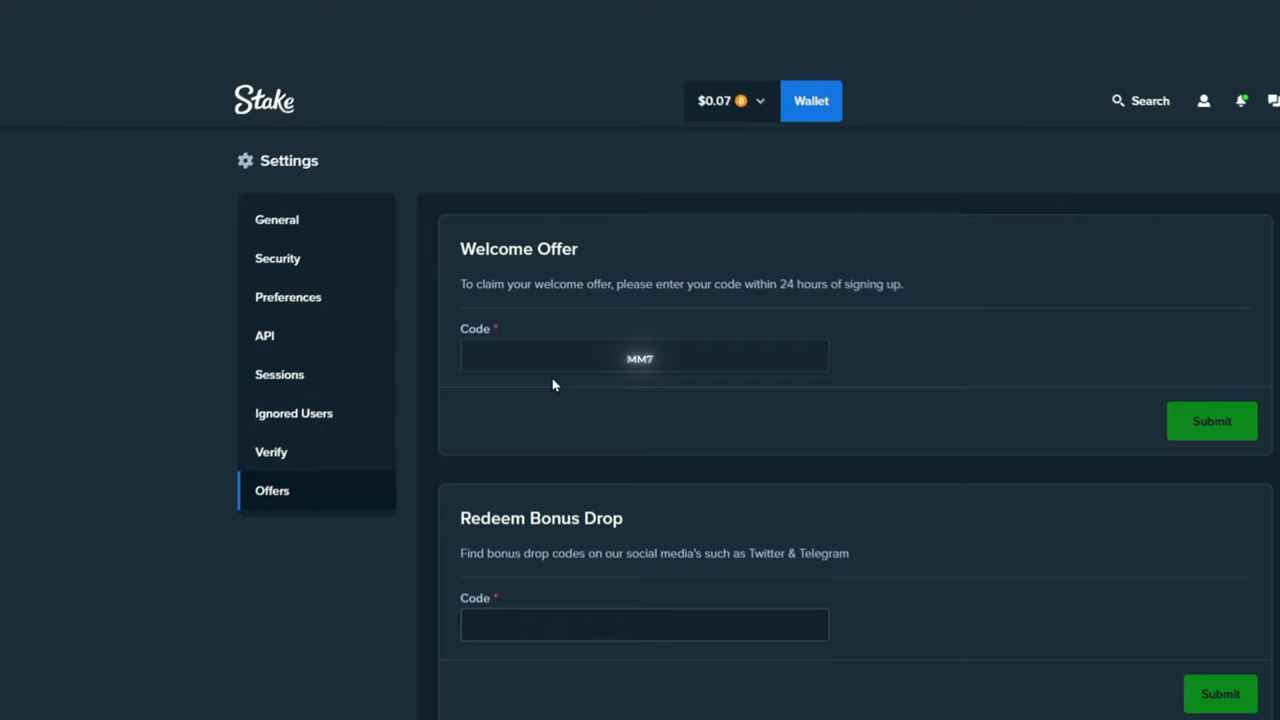 Stake
$0.07
Wallet
Search
Settings
General
Security
Preferences
API
Sessions
Ignored Users
Verify
Offers
Welcome Offer
To claim your welcome offer, please enter your code within 24 hours of signing up.
Code *
MM7
Submit
Redeem Bonus Drop
Find bonus drop codes on our social media's such as Twitter & Telegram
Code *
Submit